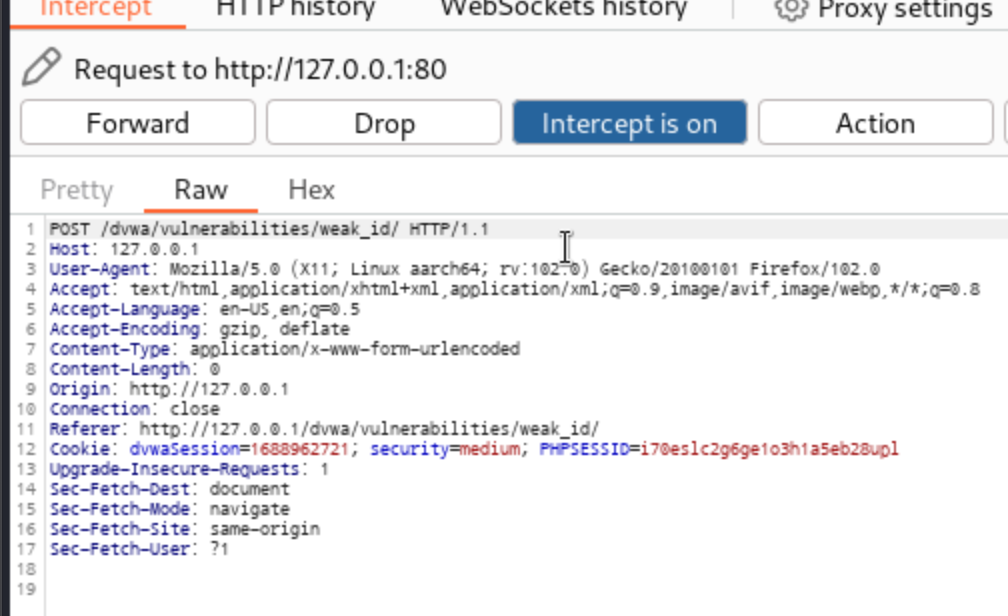 Intercept HTTP history WebSockets history Proxy settings
Request to http://127.0.0.1:80
Forward Drop Intercept is on Action
Pretty Raw Hex
1 POST /dvwa/vulnerabilities/weak_id/ HTTP/1.1
2 Host: 127.0.0.1
3 User-Agent: Mozilla/5.0 (X11; Linux aarch64; rv:102.0) Gecko/20100101 Firefox/102.0
4 Accept: text/html,application/xhtml+xml,application/xml;q=0.9,image/avif,image/webp,*/*;q=0.8
5 Accept-Language: en-US,en;q=0.5
6 Accept-Encoding: gzip, deflate
7 Content-Type: application/x-www-form-urlencoded
8 Content-Length: 0
9 Origin: http://127.0.0.1
10 Connection: close
11 Referer: http://127.0.0.1/dvwa/vulnerabilities/weak_id/
12 Cookie: dvwaSession=1688962721; security=medium; PHPSESSID=i70eslc2g6ge1o3h1a5eb28upl
13 Upgrade-Insecure-Requests: 1
14 Sec-Fetch-Dest: document
15 Sec-Fetch-Mode: navigate
16 Sec-Fetch-Site: same-origin
17 Sec-Fetch-User: ?1
18
19